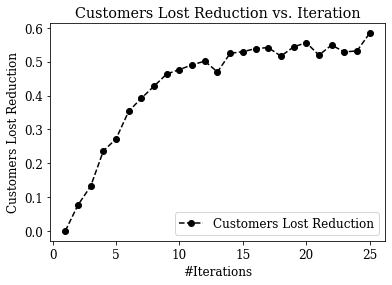 Customers Lost Reduction vs. Iteration
Customers Lost Reduction
0.6
0.5
0.4
0.3
0.2
0.1
0.0
Customers Lost Reduction
0 5 10 15 20 25
#Iterations